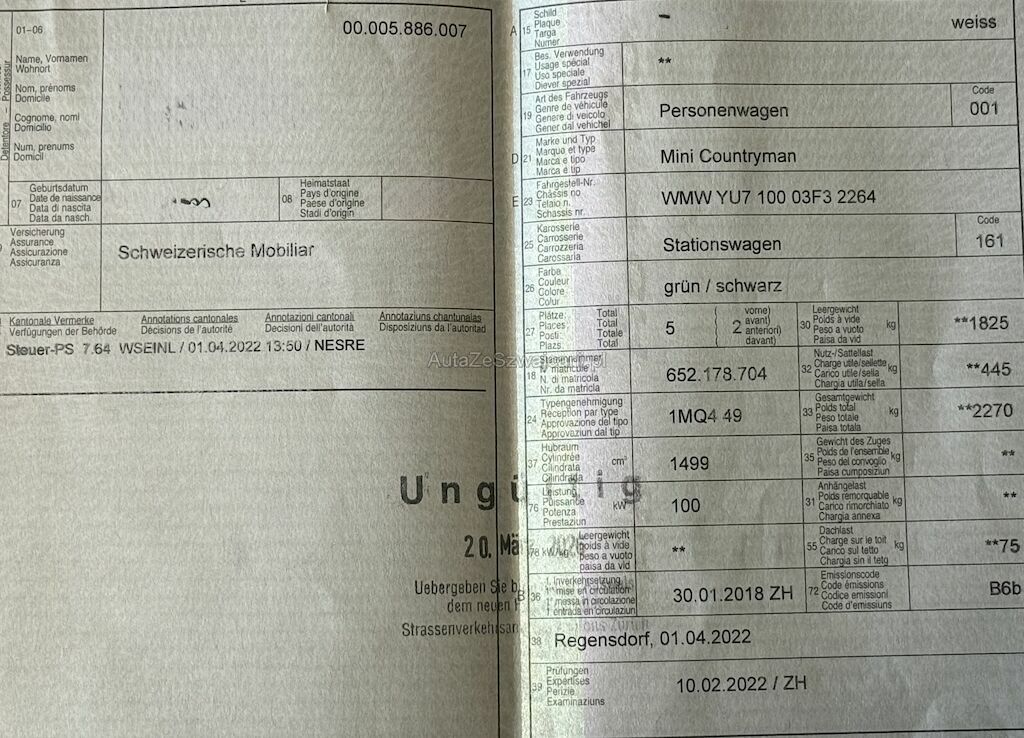 01–06
00.005.886.007
Detentore – Possessur
Name, Vornamen
Wohnort
Nom, prénoms
Domicile
Cognome, nomi
Domicilio
Num, prenums
Domicil
07
Geburtsdatum
Date de naissance
Data di nascita
Data da nasch.
08
Heimatstaat
Pays d'origine
Paese d'origine
Stadi d'origin
Versicherung
Assurance
Assicurazione
Assicuranza
Schweizerische Mobiliar
Kantonale Vermerke
Verfügungen der Behörde
Annotations cantonales
Décisions de l'autorité
Annotazioni cantonali
Decisioni dell'autorità
Annotaziuns chantunalas
Disposiziuns da l'autoritad
Steuer-PS 7.64 WSEINL / 01.04.2022 13:50 / NESRE
Ungültig
20. März
Uebergeben Sie
dem neuen
A 15
Schild
Plaque
Targa
Numer
–
weiss
17
Bes. Verwendung
Usage spécial
Uso speciale
Diever spezial
**
19
Art des Fahrzeugs
Genre de véhicule
Genere di veicolo
Gener dal vehichel
Personenwagen
Code
001
D 21
Marke und Typ
Marque et type
Marca e tipo
Marca e tip
Mini Countryman
E 23
Fahrgestell-Nr.
Châssis no
Telaio n.
Schassis nr.
WMW YU7 100 03F3 2264
25
Karosserie
Carrosserie
Carrozzeria
Carossaria
Stationswagen
Code
161
26
Farbe
Couleur
Colore
Colur
grün / schwarz
27
Plätze: Total
Places: Total
Posti: Totale
Plazs: Totale
5
vorne)
avant)
anteriori)
davant)
2
30
Leergewicht
Poids à vide
Peso a vuoto
Paisa da vid
kg
**1825
18
Stammnummer
N° matricule
N. di matricola
Nr. da matricla
652.178.704
32
Nutz-/Sattellast
Charge utile/sellette
Carico utile/sella
Chargia utila/sella
kg
**445
24
Typengenehmigung
Réception par type
Approvazione del tipo
Approvaziun dal tip
1MQ4 49
33
Gesamtgewicht
Poids total
Peso totale
Paisa totala
kg
**2270
37
Hubraum
Cylindrée
Cilindrata
Cilindrada
cm³
1499
35
Gewicht des Zuges
Poids de l'ensemble
Peso del convoglio
Paisa cumposiziun
kg
**
76
Leistung
Puissance
Potenza
Prestaziun
kW
100
31
Anhängelast
Poids remorquable
Carico rimorchiato
Chargia annexa
kg
**
78 kW/kg
Leergewicht
poids à vide
peso a vuoto
paisa da vid
**
55
Dachlast
Charge sur le toit
Carico sul tetto
Chargia sin il tetg
kg
**75
36
1. Inverkehrsetzung
1re mise en circulation
1a messa in circolazione
1. entrada en circulaziun
30.01.2018 ZH
72
Emissionscode
Code émissions
Codice emissioni
Code d'emissiuns
B6b
38
Regensdorf, 01.04.2022
39
Prüfungen
Expertises
Perizie
Examinaziuns
10.02.2022 / ZH